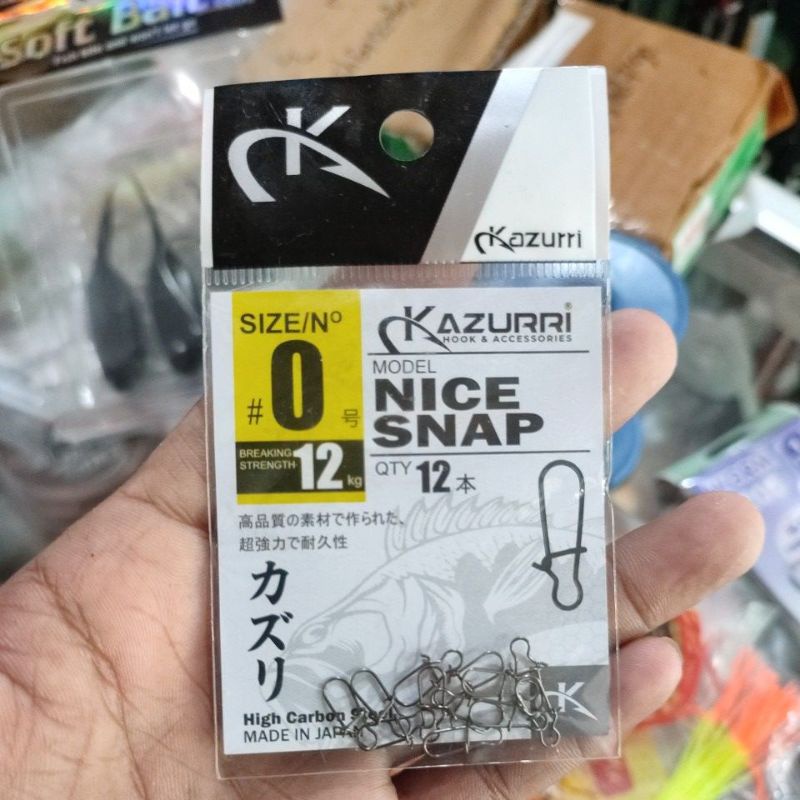 Soft Bait
K
Kazurri
SIZE/Nº
#0号
BREAKING STRENGTH 12kg
KAZURRI®
HOOK & ACCESSORIES
MODEL
NICE
SNAP
QTY 12本
高品質の素材で作られた、
超強力で耐久性
カズリ
High Carbon Steel
MADE IN JAPAN
K